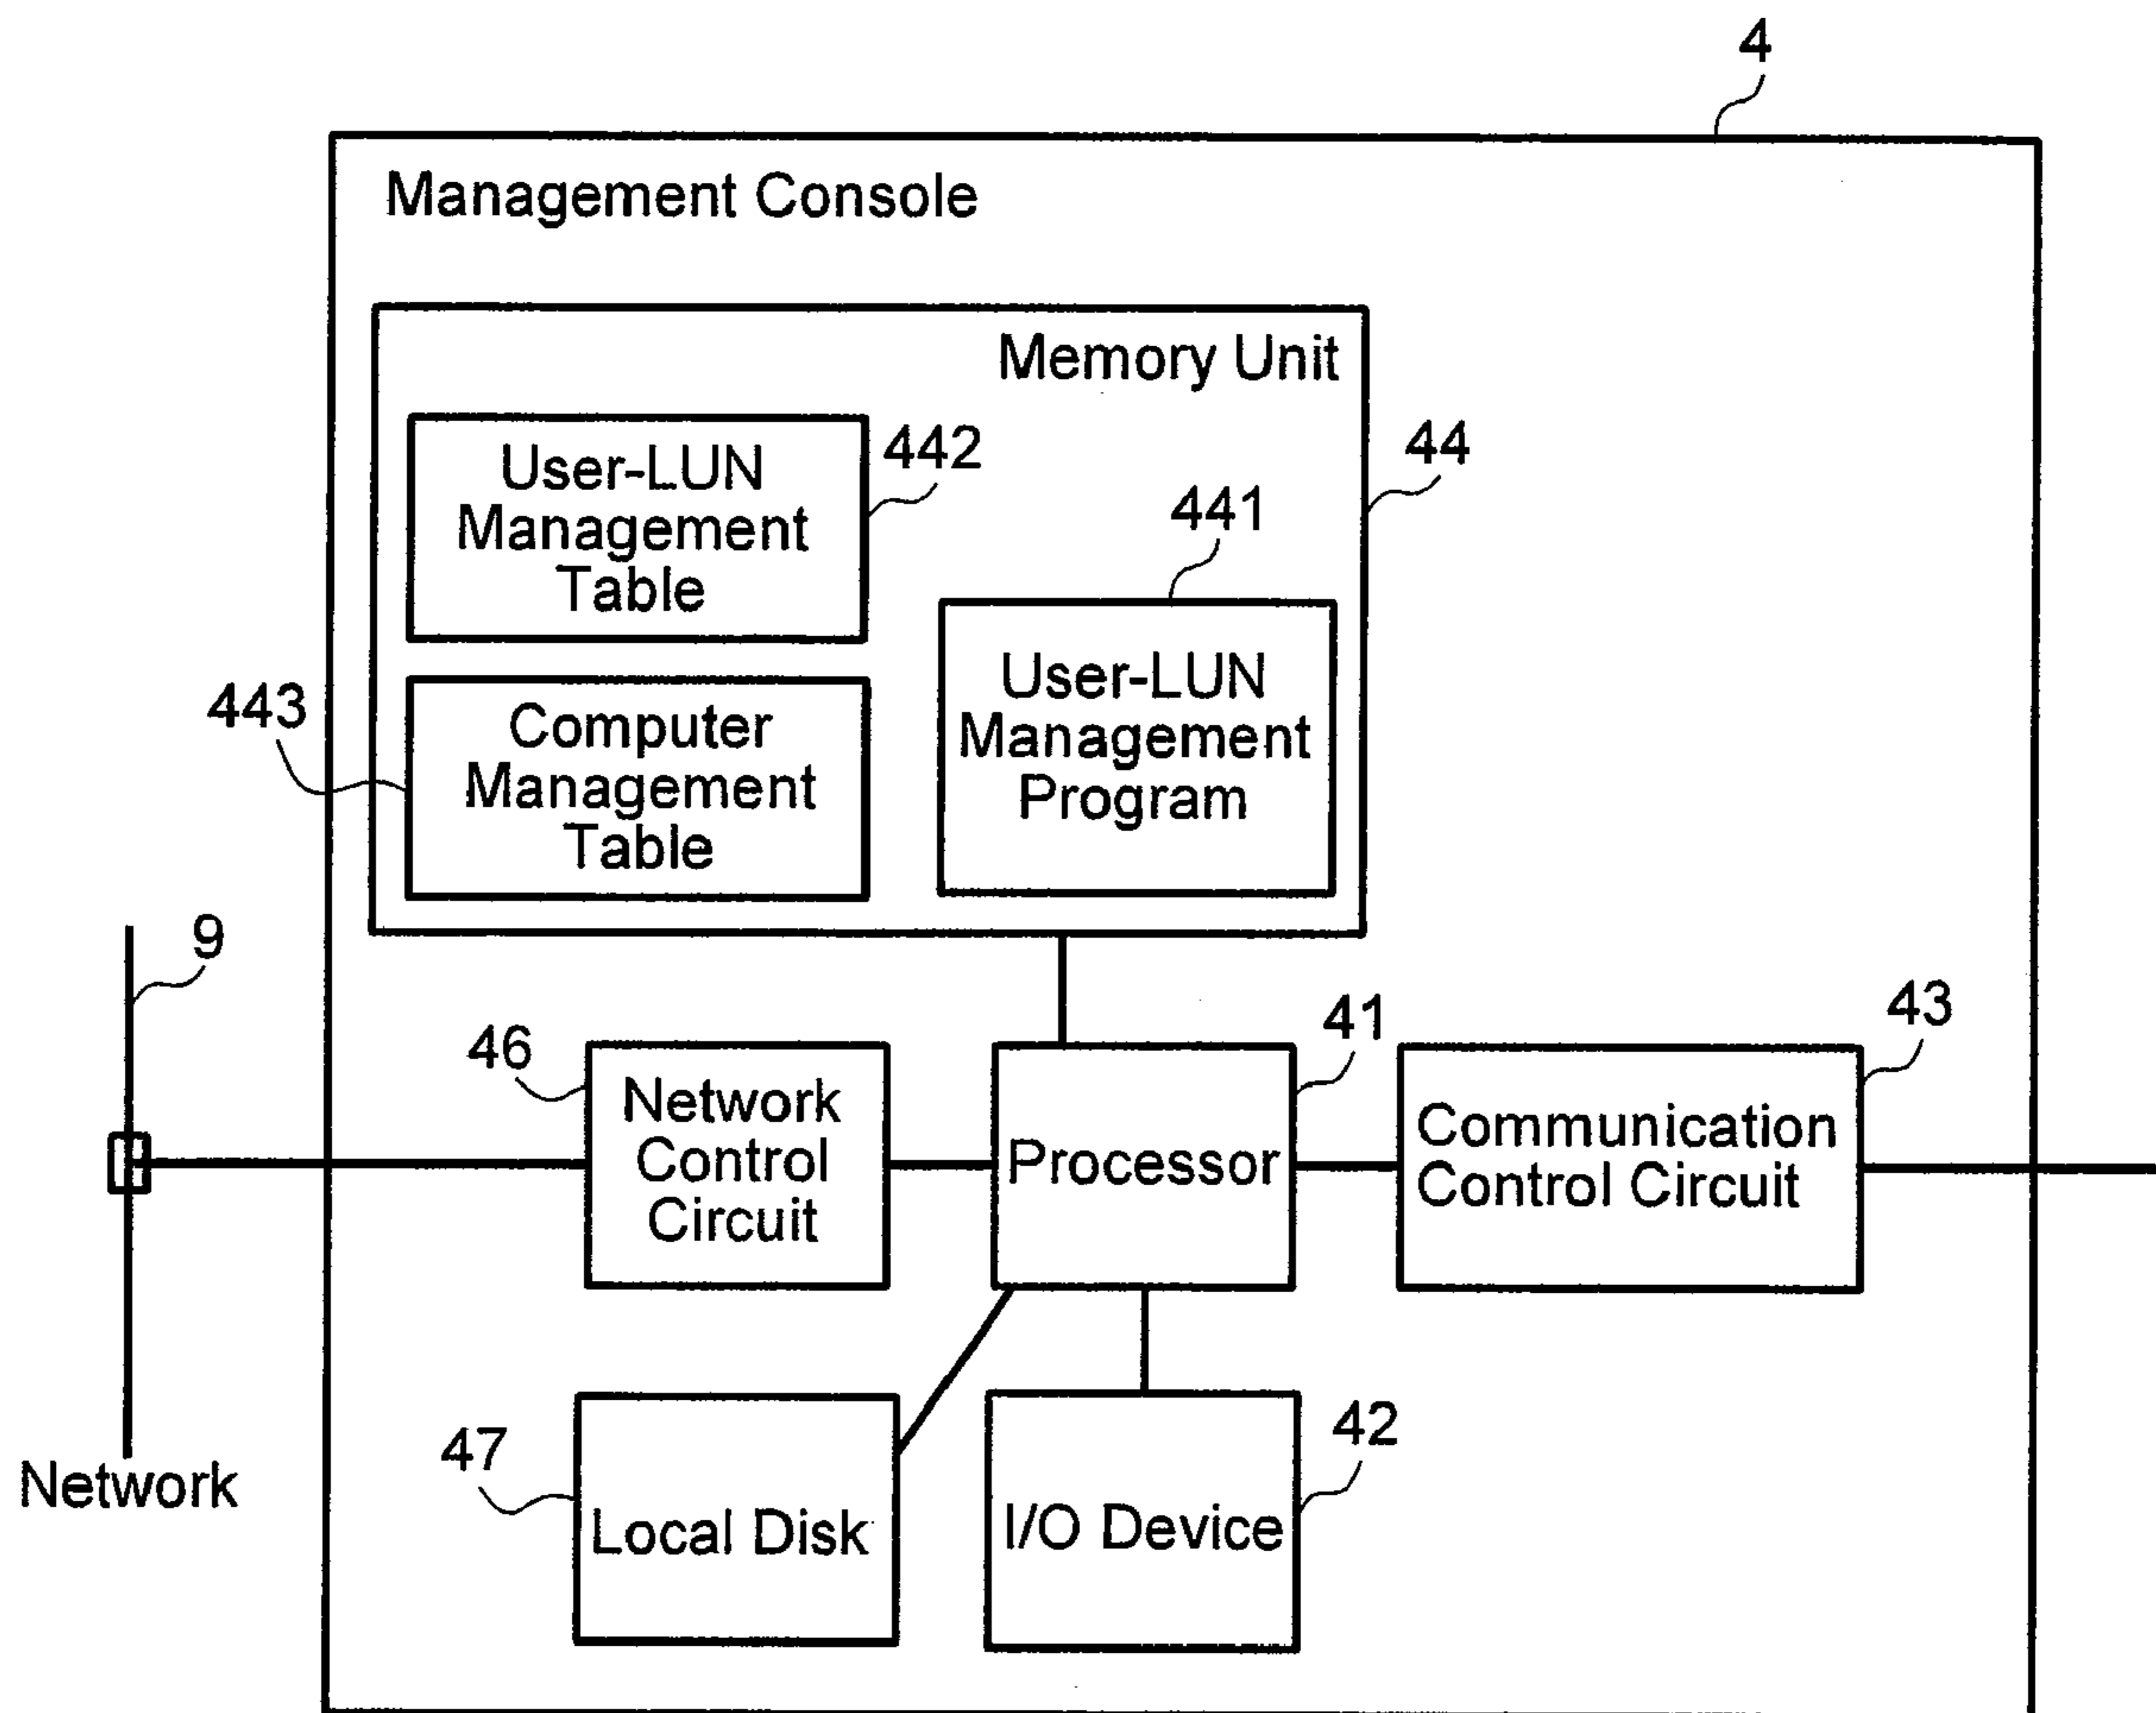 4
Management Console
Memory Unit
User-LUN
Management
Table
442
44
441
User-LUN
Management
Program
443
Computer
Management
Table
9
46
Network
Control
Circuit
41
Processor
43
Communication
Control Circuit
Network
47
Local Disk
42
I/O Device